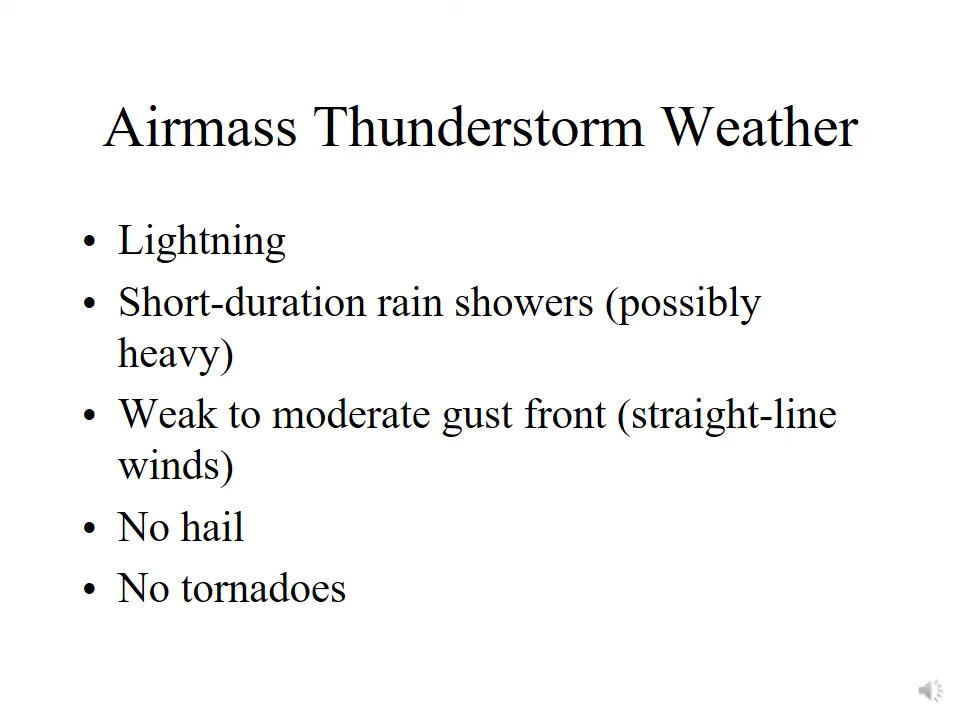 Airmass Thunderstorm Weather
• Lightning
• Short-duration rain showers (possibly
heavy)
• Weak to moderate gust front (straight-line
winds)
• No hail
• No tornadoes